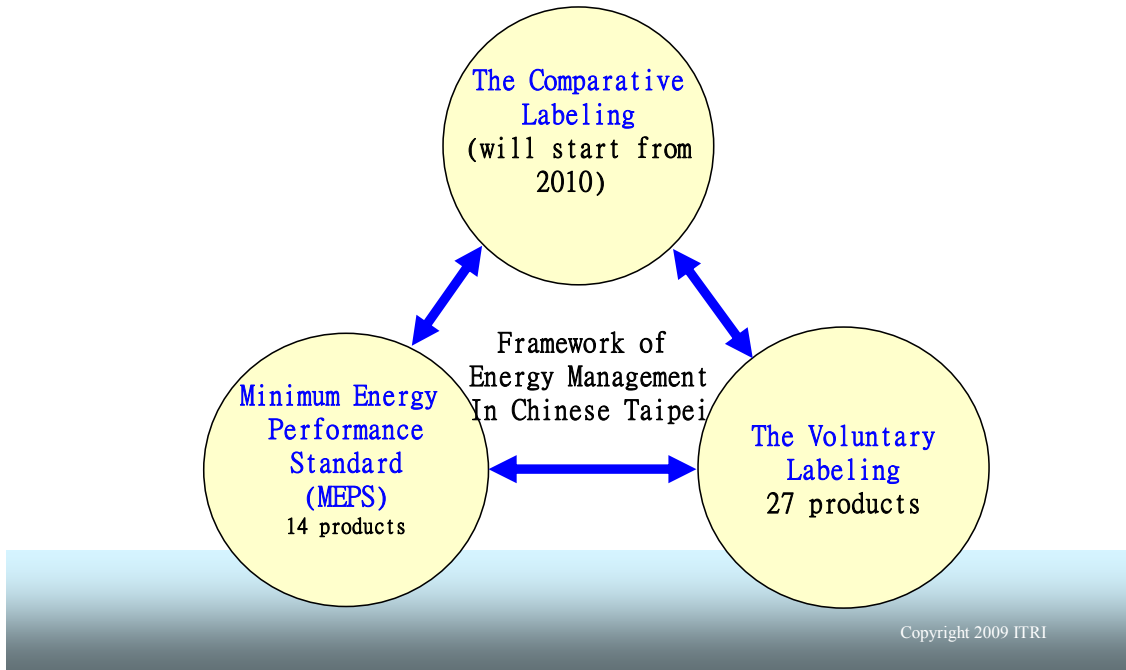 The Comparative
Labeling
(will start from
2010)
Framework of
Energy Management
In Chinese Taipei
Minimum Energy
Performance
Standard
(MEPS)
14 products
The Voluntary
Labeling
27 products
Copyright 2009 ITRI